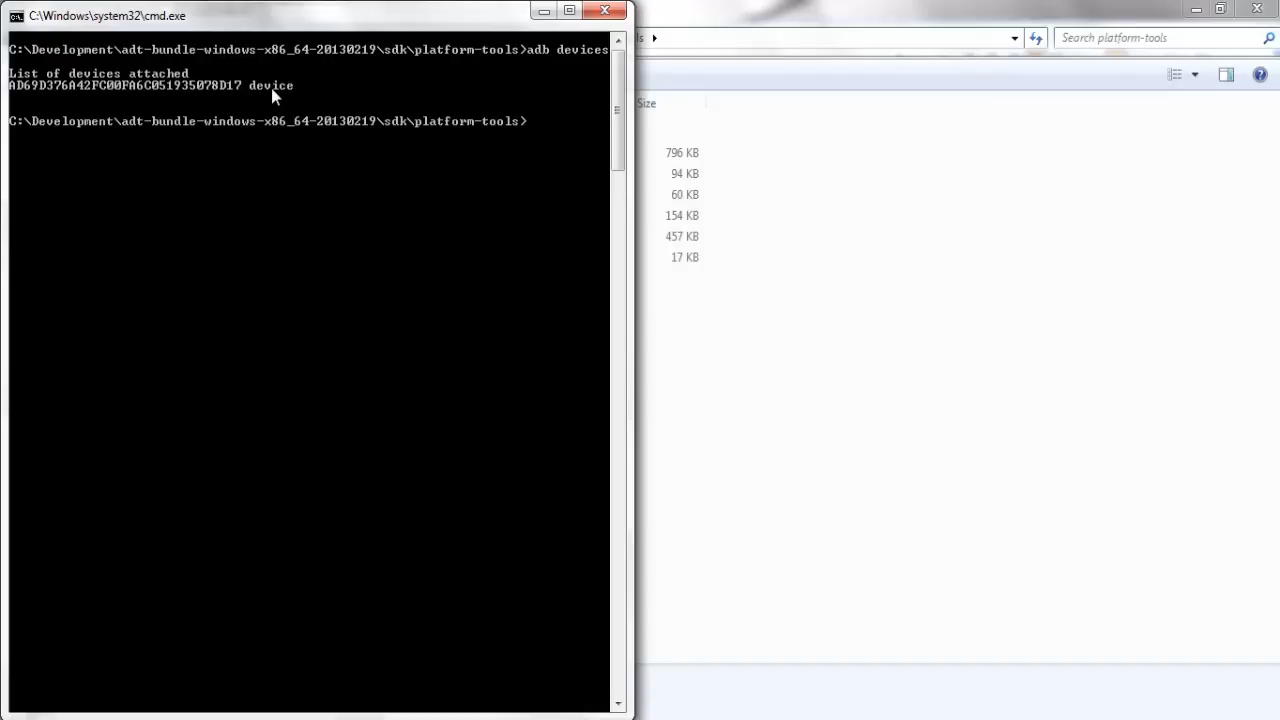 C:\Windows\system32\cmd.exe
C:\Development\adt-bundle-windows-x86_64-20130219\sdk\platform-tools>adb devices
List of devices attached
AD69D376A42FC00FA6C051935078D17 device
C:\Development\adt-bundle-windows-x86_64-20130219\sdk\platform-tools>
ls
Search platform-tools
Size
796 KB
94 KB
60 KB
154 KB
457 KB
17 KB